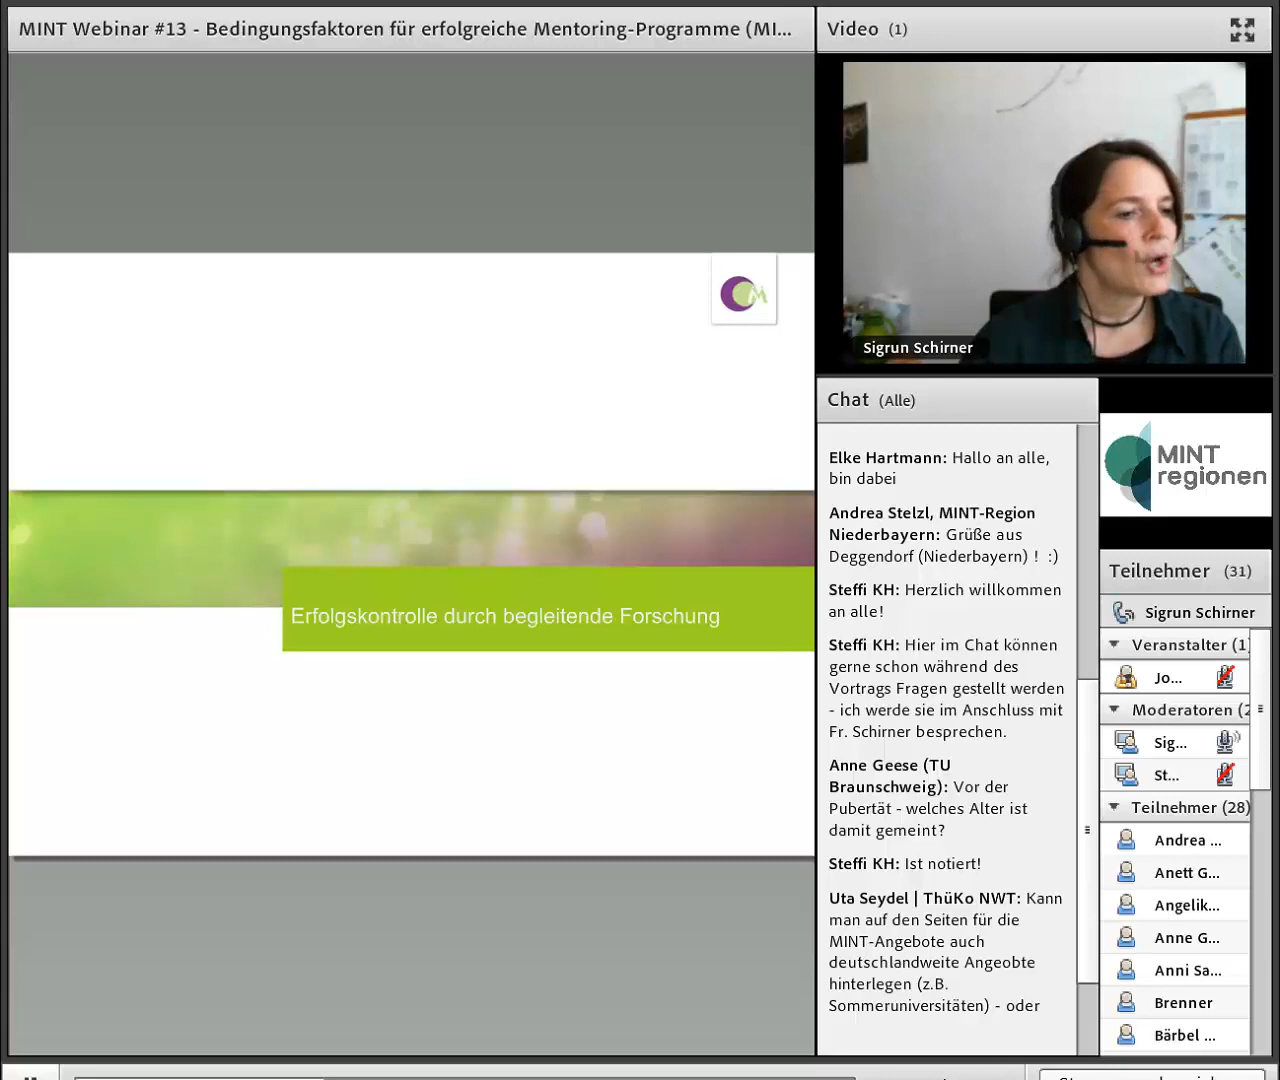 MINT Webinar #13 - Bedingungsfaktoren für erfolgreiche Mentoring-Programme (MI...
Video (1)
Sigrun Schirner
M
Erfolgskontrolle durch begleitende Forschung
Chat (Alle)
Elke Hartmann: Hallo an alle,
bin dabei
Andrea Stelzl, MINT-Region
Niederbayern: Grüße aus
Deggendorf (Niederbayern) ! :)
Steffi KH: Herzlich willkommen
an alle!
Steffi KH: Hier im Chat können
gerne schon während des
Vortrags Fragen gestellt werden
- ich werde sie im Anschluss mit
Fr. Schirner besprechen.
Anne Geese (TU
Braunschweig): Vor der
Pubertät - welches Alter ist
damit gemeint?
Steffi KH: Ist notiert!
Uta Seydel | ThüKo NWT: Kann
man auf den Seiten für die
MINT-Angebote auch
deutschlandweite Angeobte
hinterlegen (z.B.
Sommeruniversitäten) - oder
MINT
regionen
Teilnehmer (31)
Sigrun Schirner
Veranstalter (1)
Jo...
Moderatoren (2
Sig...
St...
Teilnehmer (28)
Andrea ...
Anett G...
Angelik...
Anne G...
Anni Sa...
Brenner
Bärbel ...